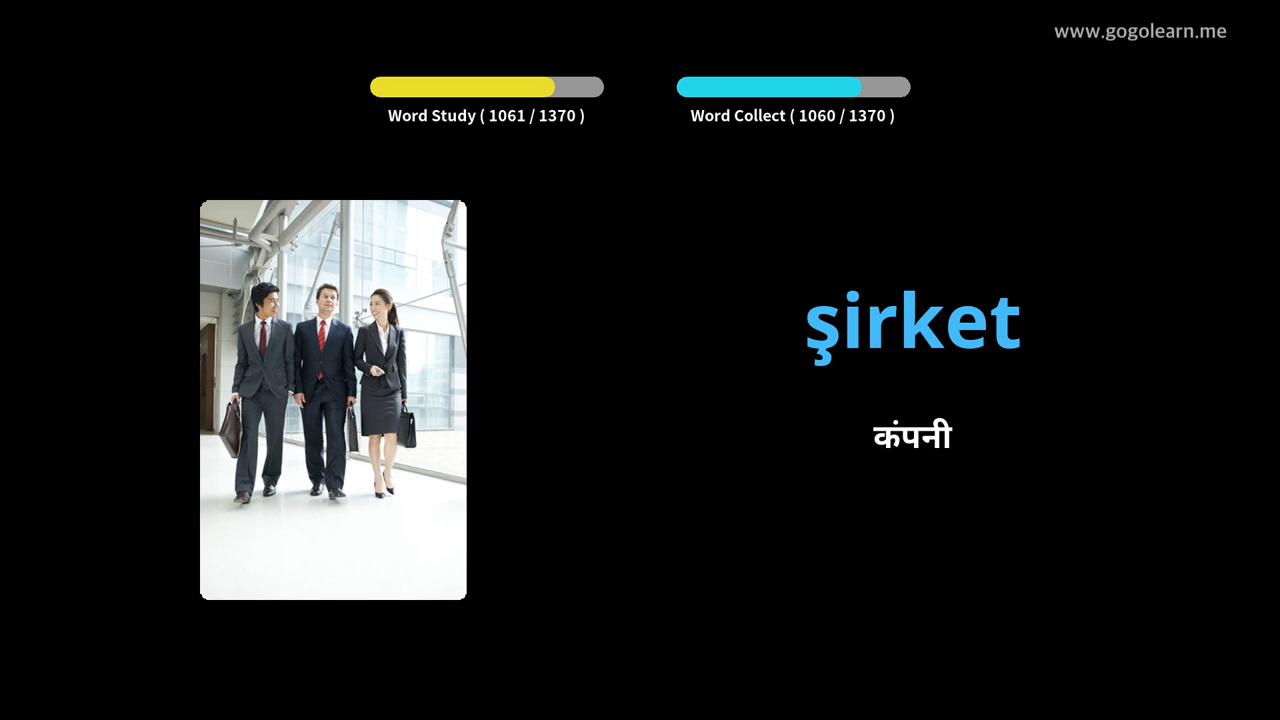 www.gogolearn.me
Word Study ( 1061 / 1370 )
Word Collect ( 1060 / 1370 )
şirket
कंपनी